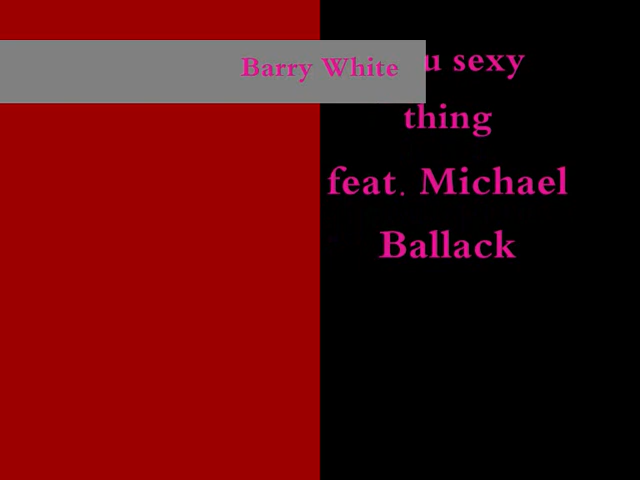 Barry White
u sexy
thing
feat. Michael
Ballack